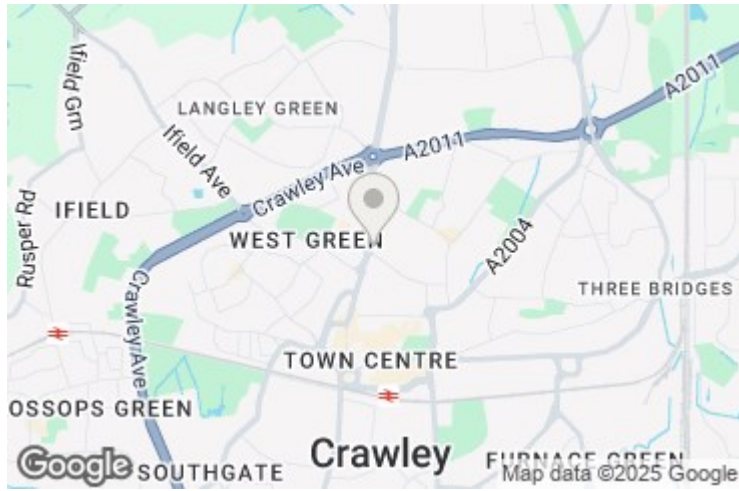 Ifield Grn
LANGLEY GREEN
A2011
Ifield Ave
Crawley Ave
A2011
IFIELD
Rusper Rd
WEST GREEN
A2004
THREE BRIDGES
Crawley Ave
TOWN CENTRE
OSSOPS GREEN
Crawley
FURNACE GREEN
Google
SOUTHGATE
Map data ©2025 Google